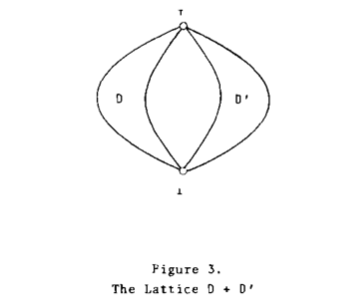 ⊤
D
D'
⊥
Figure 3.
The Lattice D + D'